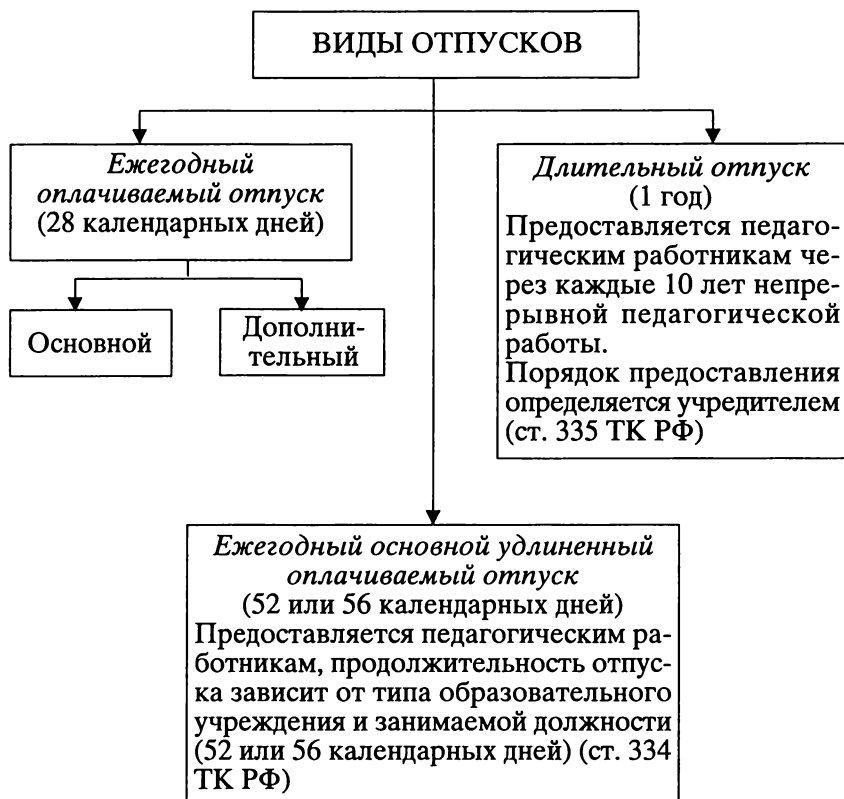 ВИДЫ ОТПУСКОВ
Ежегодный
оплачиваемый отпуск
(28 календарных дней)
Основной
Дополни-
тельный
Длительный отпуск
(1 год)
Предоставляется педаго-
гическим работникам че-
рез каждые 10 лет непре-
рывной педагогической
работы.
Порядок предоставления
определяется учредителем
(ст. 335 ТК РФ)
Ежегодный основной удлиненный
оплачиваемый отпуск
(52 или 56 календарных дней)
Предоставляется педагогическим ра-
ботникам, продолжительность отпус-
ка зависит от типа образовательного
учреждения и занимаемой должности
(52 или 56 календарных дней) (ст. 334
ТК РФ)